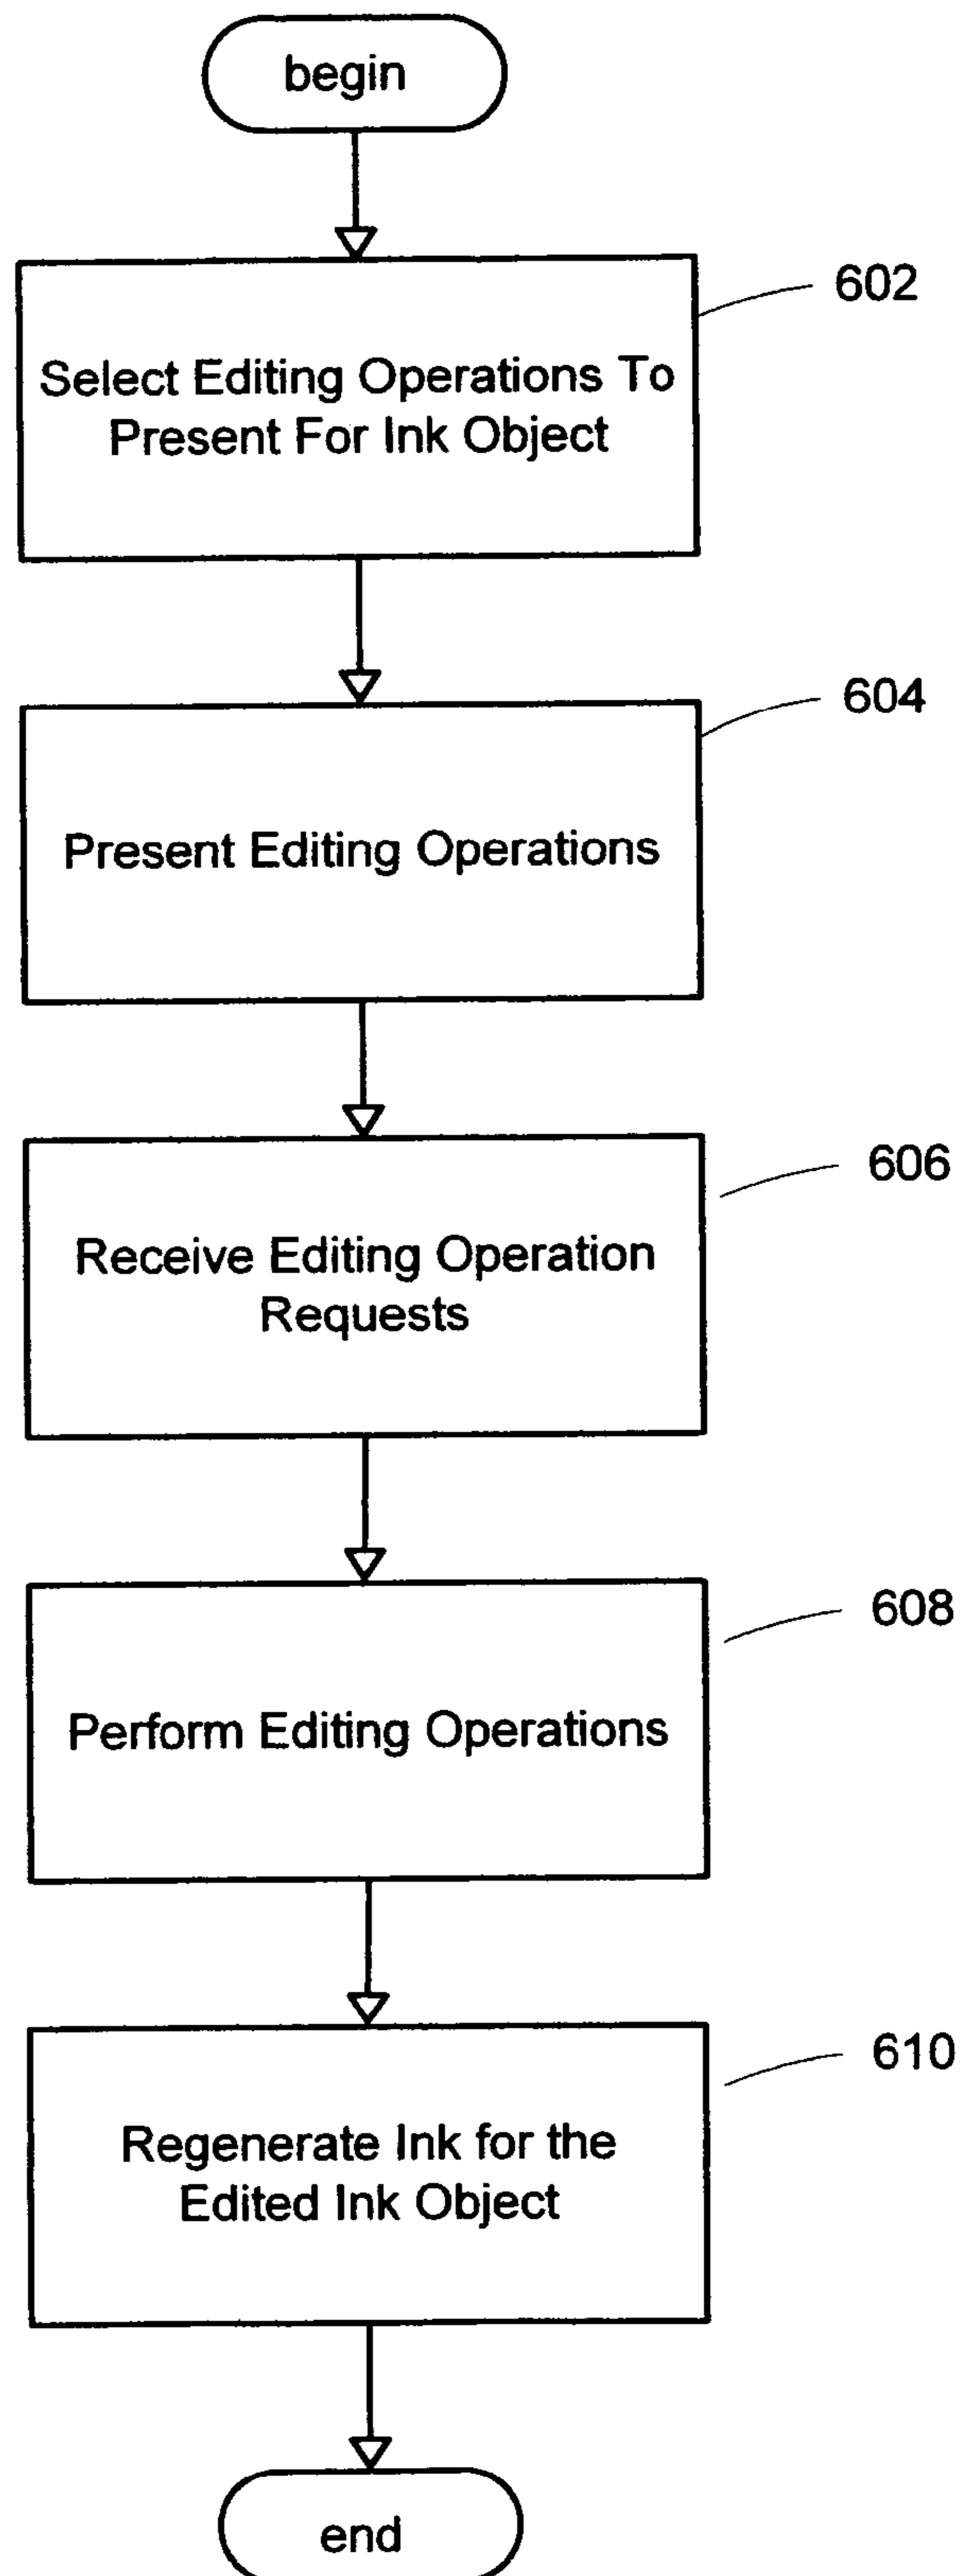 begin
602
Select Editing Operations To
Present For Ink Object
604
Present Editing Operations
606
Receive Editing Operation
Requests
608
Perform Editing Operations
610
Regenerate Ink for the
Edited Ink Object
end